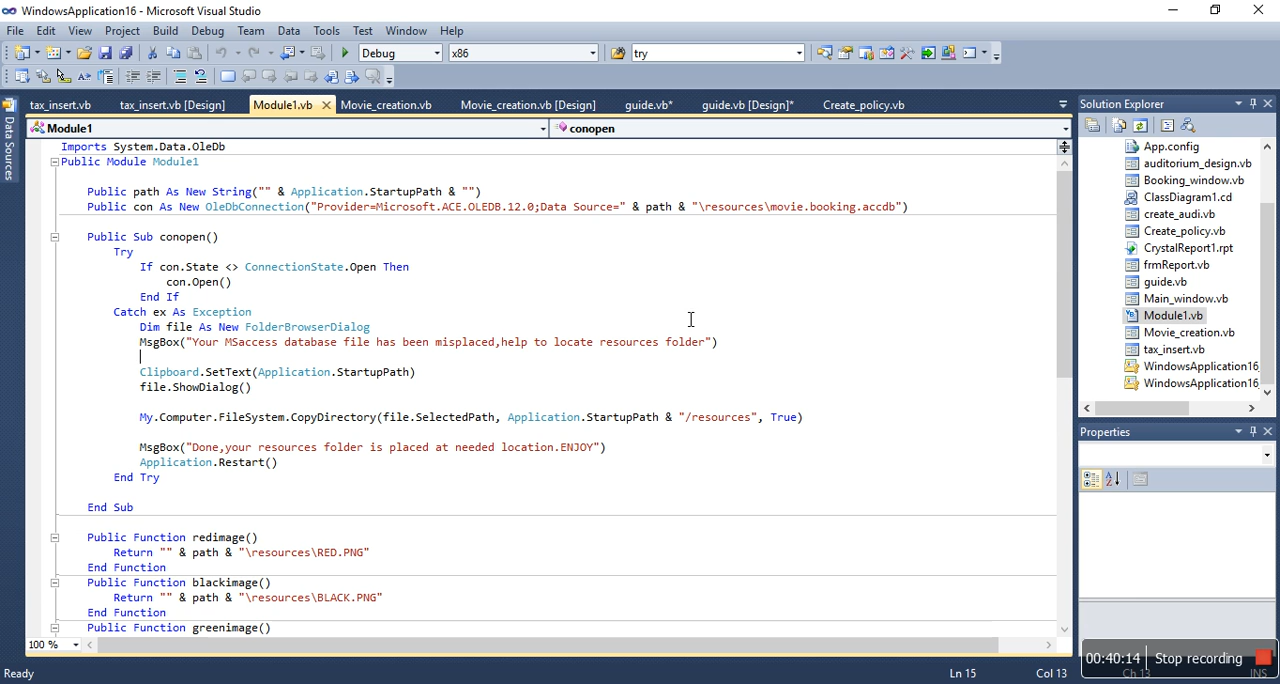 WindowsApplication16 - Microsoft Visual Studio
File Edit View Project Build Debug Team Data Tools Test Window Help
Debug x86 try
tax_insert.vb tax_insert.vb [Design] Module1.vb Movie_creation.vb Movie_creation.vb [Design] guide.vb* guide.vb [Design]* Create_policy.vb
Data Sources
Module1 conopen
Imports System.Data.OleDb
Public Module Module1
Public path As New String("" & Application.StartupPath & "")
Public con As New OleDbConnection("Provider=Microsoft.ACE.OLEDB.12.0;Data Source=" & path & "\resources\movie.booking.accdb")
Public Sub conopen()
Try
If con.State <> ConnectionState.Open Then
con.Open()
End If
Catch ex As Exception
Dim file As New FolderBrowserDialog
MsgBox("Your MSaccess database file has been misplaced,help to locate resources folder")
Clipboard.SetText(Application.StartupPath)
file.ShowDialog()
My.Computer.FileSystem.CopyDirectory(file.SelectedPath, Application.StartupPath & "/resources", True)
MsgBox("Done,your resources folder is placed at needed location.ENJOY")
Application.Restart()
End Try
End Sub
Public Function redimage()
Return "" & path & "\resources\RED.PNG"
End Function
Public Function blackimage()
Return "" & path & "\resources\BLACK.PNG"
End Function
Public Function greenimage()
100 %
Solution Explorer
App.config
auditorium_design.vb
Booking_window.vb
ClassDiagram1.cd
create_audi.vb
Create_policy.vb
CrystalReport1.rpt
frmReport.vb
guide.vb
Main_window.vb
Module1.vb
Movie_creation.vb
tax_insert.vb
WindowsApplication16
WindowsApplication16
Properties
00:40:14 Stop recording
Ready Ln 15 Col 13 Ch 13 INS